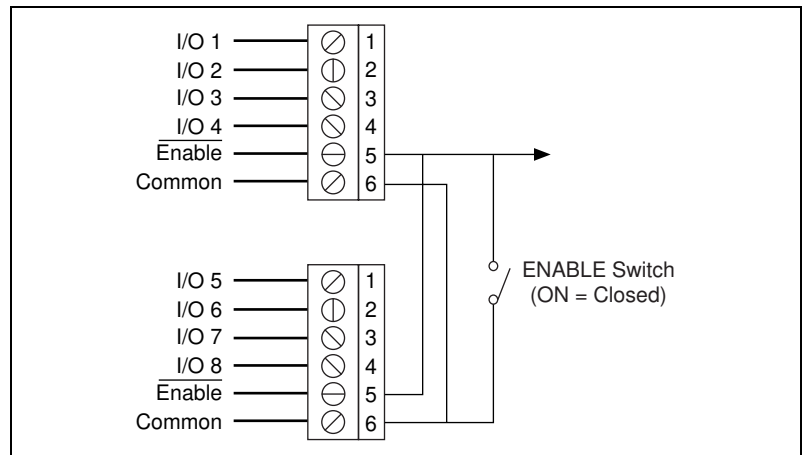 I/O 1 1
I/O 2 2
I/O 3 3
I/O 4 4
Enable 5
Common 6
ENABLE Switch
(ON = Closed)
I/O 5 1
I/O 6 2
I/O 7 3
I/O 8 4
Enable 5
Common 6